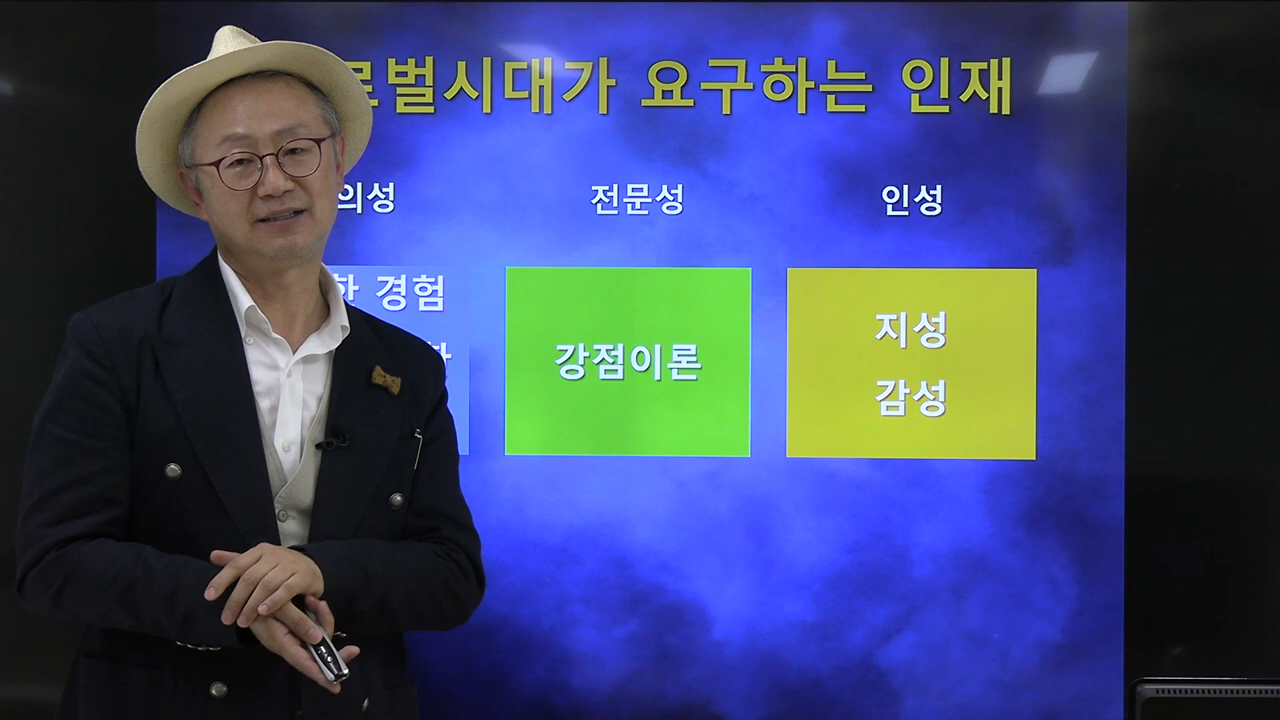 로벌시대가 요구하는 인재
의성 전문성 인성
한 경험
강점이론
지성
감성